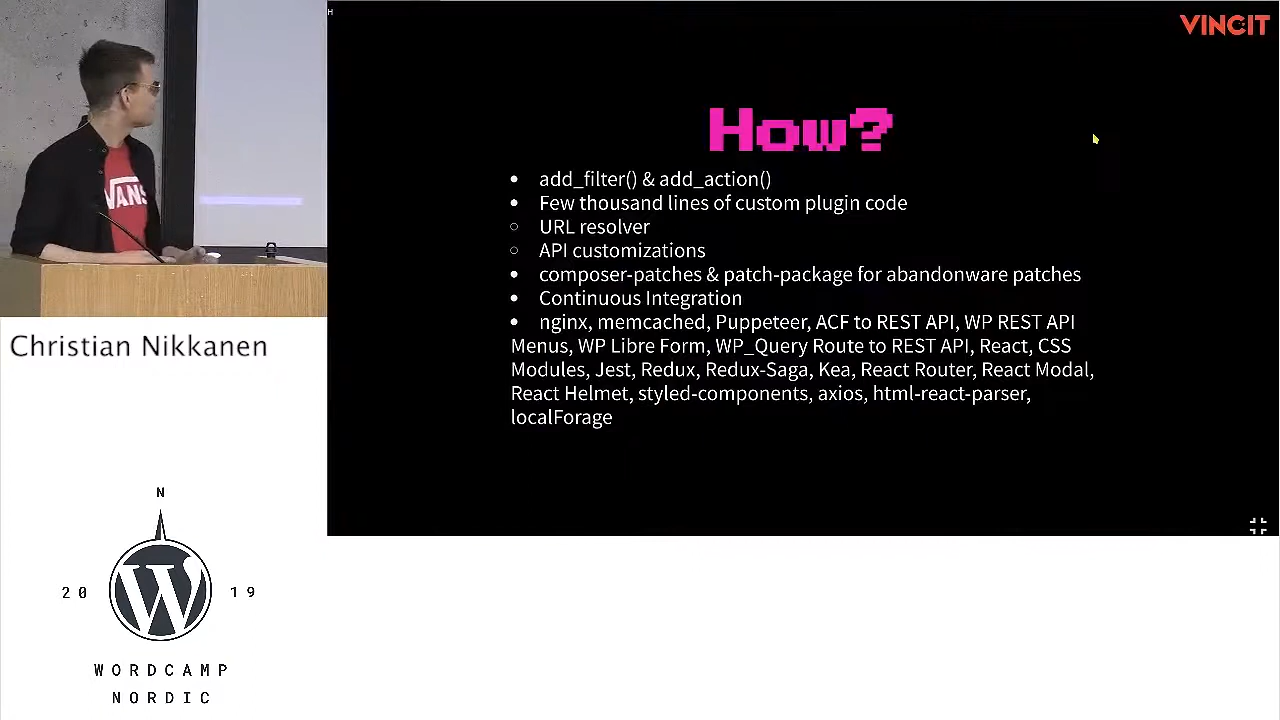 H
VINCIT
How?
• add_filter() & add_action()
• Few thousand lines of custom plugin code
○ URL resolver
○ API customizations
• composer-patches & patch-package for abandonware patches
• Continuous Integration
• nginx, memcached, Puppeteer, ACF to REST API, WP REST API
Menus, WP Libre Form, WP_Query Route to REST API, React, CSS
Modules, Jest, Redux, Redux-Saga, Kea, React Router, React Modal,
React Helmet, styled-components, axios, html-react-parser,
localForage
VANS
Christian Nikkanen
N
20 19
W
WORDCAMP
NORDIC